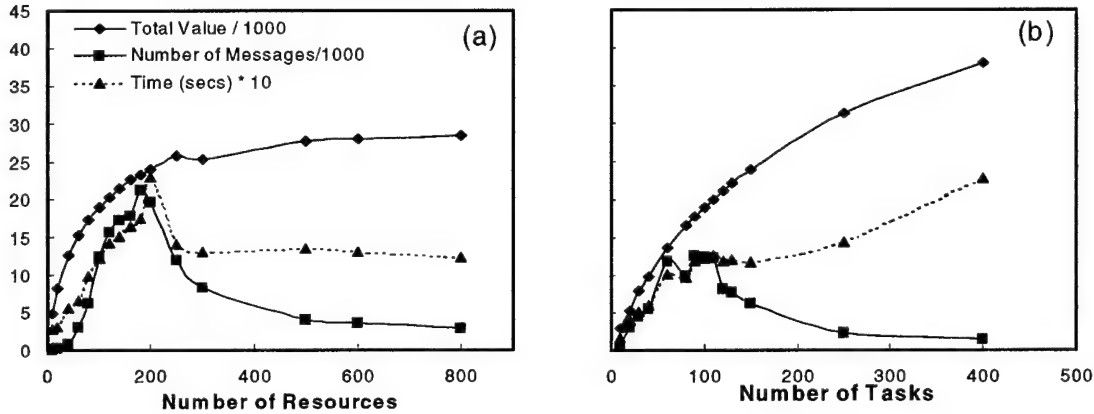 45
40
35
30
25
20
15
10
5
0
Total Value / 1000
Number of Messages/1000
Time (secs) * 10
(a)
0 200 400 600 800
Number of Resources
(b)
0 100 200 300 400 500
Number of Tasks